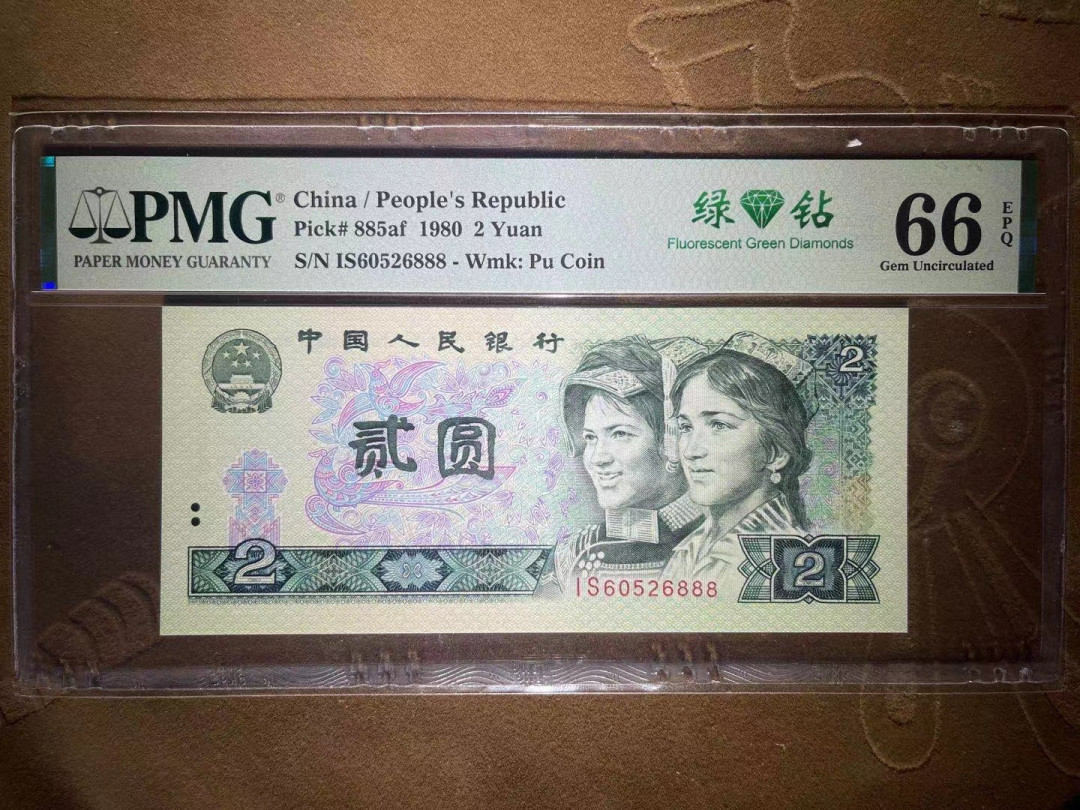 PMG®
PAPER MONEY GUARANTY
China / People's Republic
Pick# 885af 1980 2 Yuan
S/N IS60526888 - Wmk: Pu Coin
绿 钻
Fluorescent Green Diamonds
66
EPQ
Gem Uncirculated
中国人民银行
2
贰圆
2
IS60526888
2